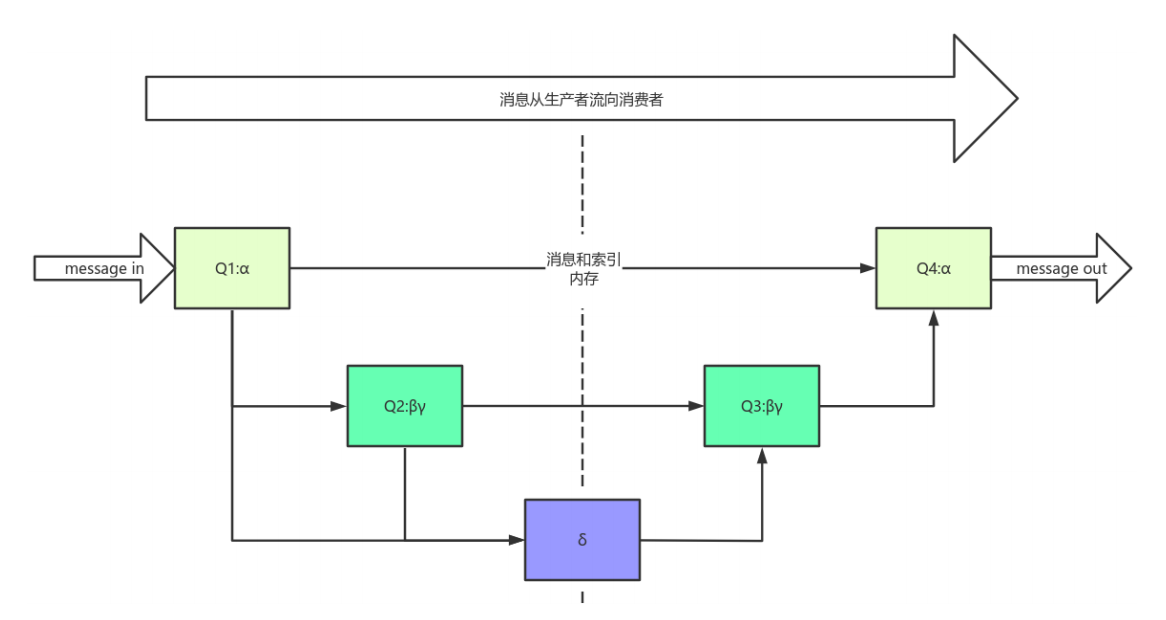 消息从生产者流向消费者
message in
Q1:α
消息和索引
内存
Q4:α
message out
Q2:βγ
Q3:βγ
δ